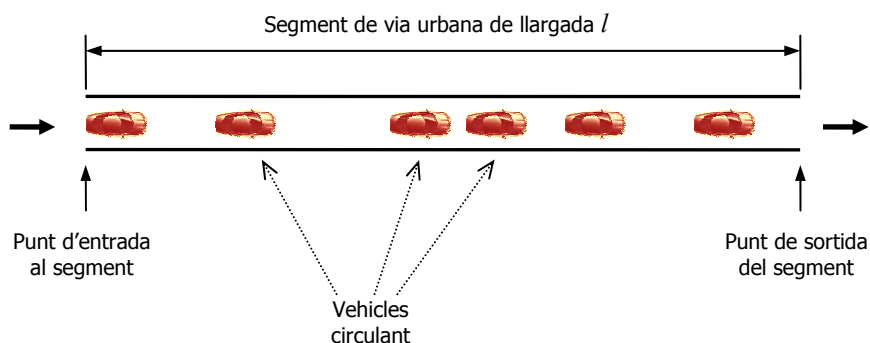 Segment de via urbana de llargada l
Punt d’entrada
al segment
Punt de sortida
del segment
Vehicles
circulant